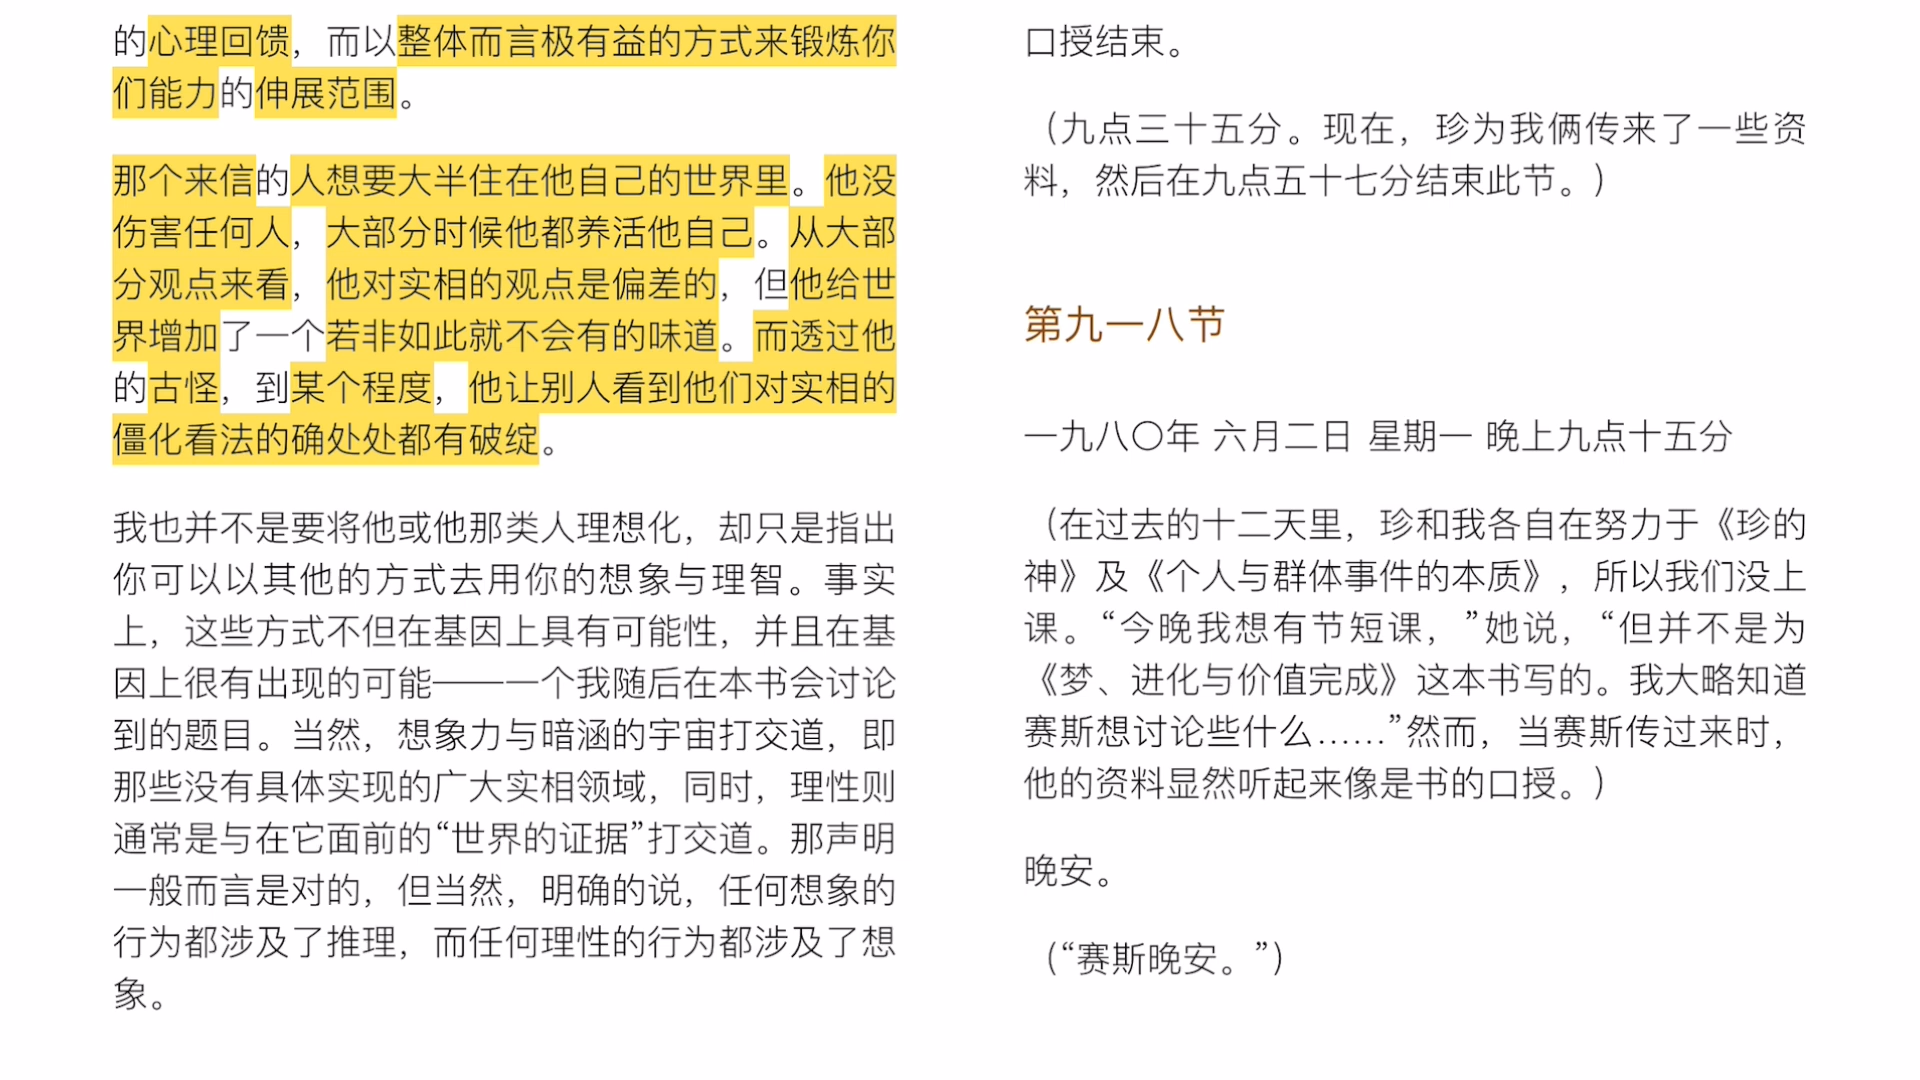 的心理回馈，而以整体而言极有益的方式来锻炼你
们能力的伸展范围。
那个来信的人想要大半住在他自己的世界里。他没
伤害任何人，大部分时候他都养活他自己。从大部
分观点来看，他对实相的观点是偏差的，但他给世
界增加了一个若非如此就不会有的味道。而透过他
的古怪，到某个程度，他让别人看到他们对实相的
僵化看法的确处处都有破绽。
我也并不是要将他或他那类人理想化，却只是指出
你可以以其他的方式去用你的想象与理智。事实
上，这些方式不但在基因上具有可能性，并且在基
因上很有出现的可能——一个我随后在本书会讨论
到的题目。当然，想象力与暗涵的宇宙打交道，即
那些没有具体实现的广大实相领域，同时，理性则
通常是与在它面前的“世界的证据”打交道。那声明
一般而言是对的，但当然，明确的说，任何想象的
行为都涉及了推理，而任何理性的行为都涉及了想
象。
口授结束。
（九点三十五分。现在，珍为我俩传来了一些资
料，然后在九点五十七分结束此节。）
第九一八节
一九八〇年 六月二日 星期一 晚上九点十五分
（在过去的十二天里，珍和我各自在努力于《珍的
神》及《个人与群体事件的本质》，所以我们没上
课。“今晚我想有节短课，”她说，“但并不是为
《梦、进化与价值完成》这本书写的。我大略知道
赛斯想讨论些什么……”然而，当赛斯传过来时，
他的资料显然听起来像是书的口授。）
晚安。
（“赛斯晚安。”）